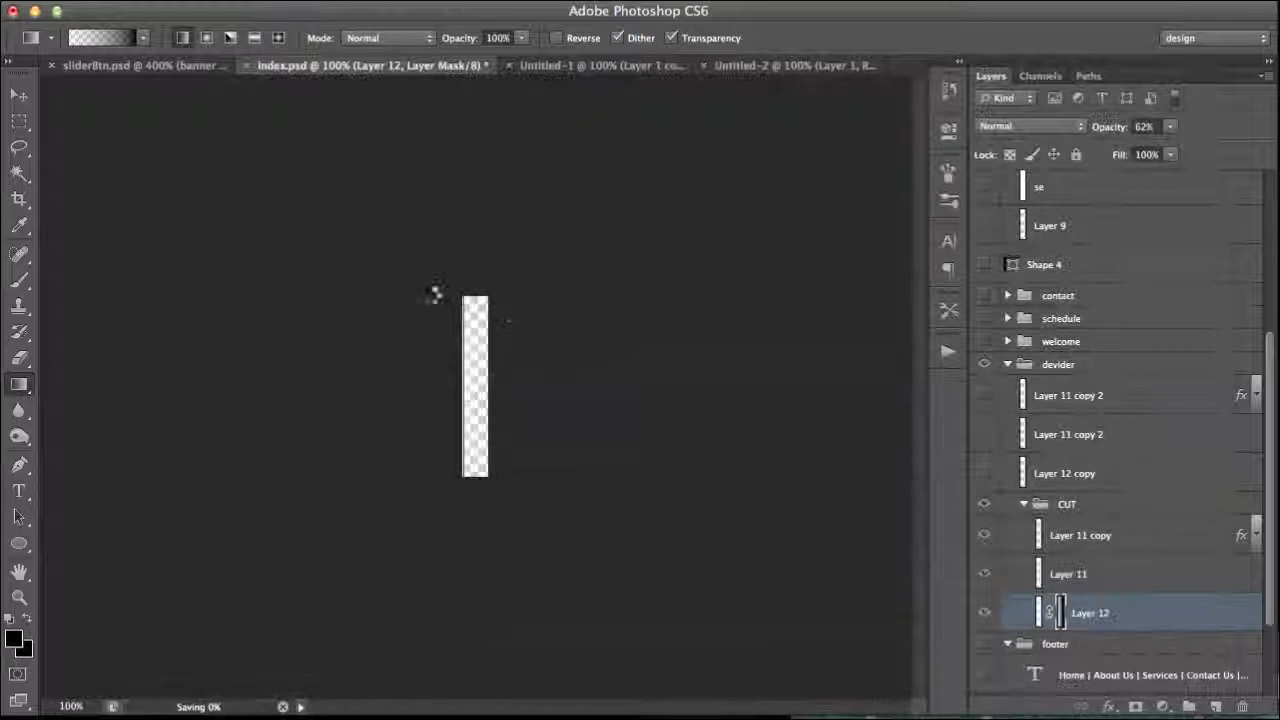 Adobe Photoshop CS6
Mode: Normal Opacity: 100% Reverse Dither Transparency design
sliderBtn.psd @ 400% (banner ... index.psd @ 100% (Layer 12, Layer Mask/8) * Untitled-1 @ 100% (Layer 1 co... Untitled-2 @ 100% (Layer 1, R...
Layers Channels Paths
Kind
Normal Opacity: 62%
Lock: Fill: 100%
se
Layer 9
Shape 4
contact
schedule
welcome
devider
Layer 11 copy 2 fx
Layer 11 copy 2
Layer 12 copy
CUT
Layer 11 copy fx
Layer 11
Layer 12
footer
Home | About Us | Services | Contact Us |...
100% Saving 0%